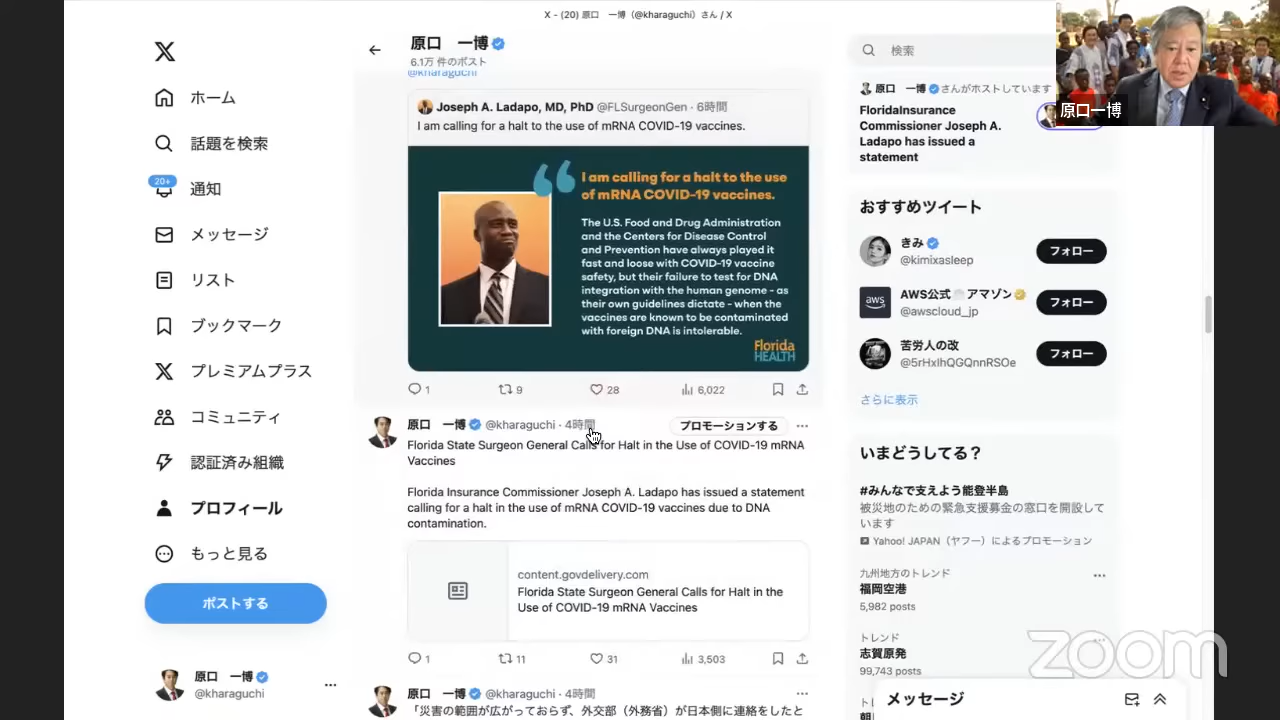 X - (20) 原口 一博（@kharaguchi）さん / X
ホーム
話題を検索
20+
通知
メッセージ
リスト
ブックマーク
プレミアムプラス
コミュニティ
認証済み組織
プロフィール
もっと見る
ポストする
原口 一博
@kharaguchi
原口 一博
6.1万 件のポスト
@kharaguchi
Joseph A. Ladapo, MD, PhD @FLSurgeonGen · 6時間
I am calling for a halt to the use of mRNA COVID-19 vaccines.
I am calling for a halt to the use
of mRNA COVID-19 vaccines.
The U.S. Food and Drug Administration
and the Centers for Disease Control
and Prevention have always played it
fast and loose with COVID-19 vaccine
safety, but their failure to test for DNA
integration with the human genome - as
their own guidelines dictate - when the
vaccines are known to be contaminated
with foreign DNA is intolerable.
Florida
HEALTH
1 9 28 6,022
原口 一博 @kharaguchi · 4時間
プロモーションする
Florida State Surgeon General Calls for Halt in the Use of COVID-19 mRNA
Vaccines
Florida Insurance Commissioner Joseph A. Ladapo has issued a statement
calling for a halt in the use of mRNA COVID-19 vaccines due to DNA
contamination.
content.govdelivery.com
Florida State Surgeon General Calls for Halt in the
Use of COVID-19 mRNA Vaccines
1 11 31 3,503
原口 一博 @kharaguchi · 4時間
「災害の範囲が広がっておらず、外交部（外務省）が日本側に連絡をしたと
検索
原口 一博 さんがホストしています
FloridaInsurance
Commissioner Joseph A.
Ladapo has issued a
statement
原口一博
おすすめツイート
きみ
@kimixasleep
フォロー
aws
AWS公式 アマゾン
@awscloud_jp
フォロー
苦労人の改
@5rHxIhQGQnnRSOe
フォロー
さらに表示
いまどうしてる？
#みんなで支えよう能登半島
被災地のための緊急支援募金の窓口を開設して
います
Yahoo! JAPAN（ヤフー）によるプロモーション
九州地方のトレンド
福岡空港
5,982 posts
トレンド
志賀原発
99,743 posts
メッセージ
zoom